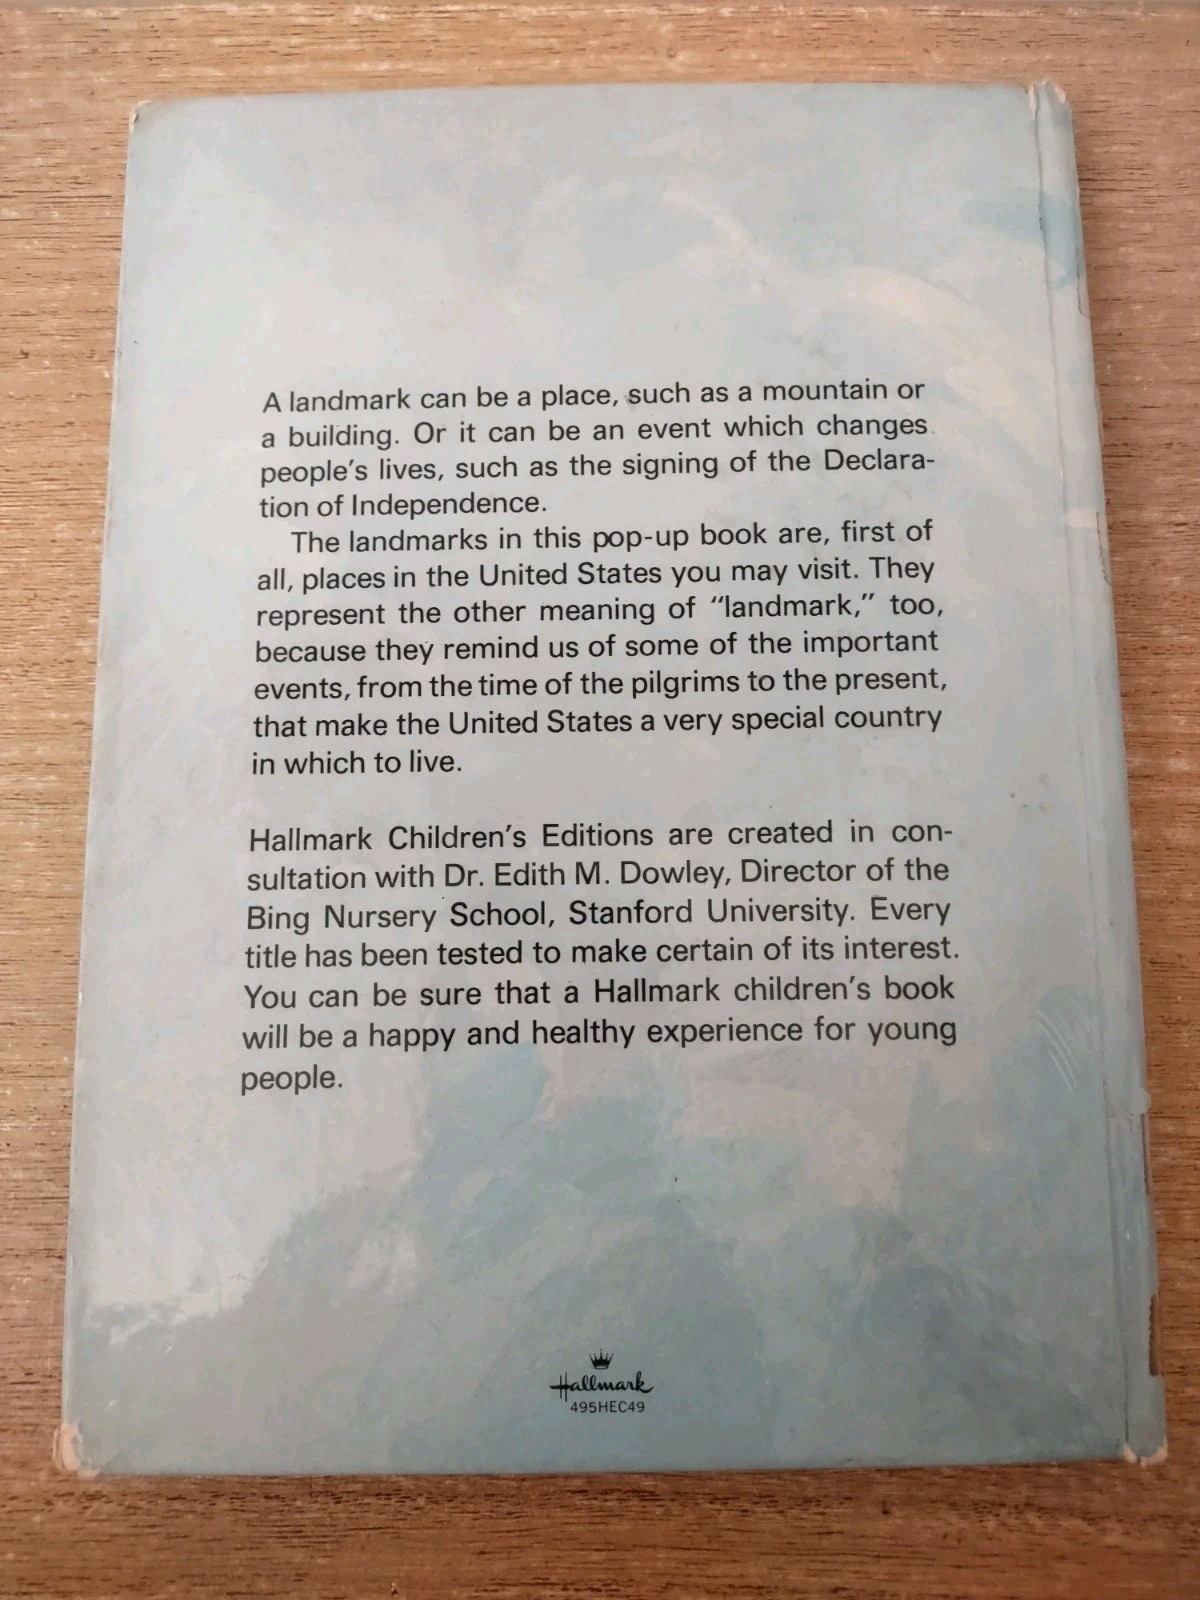 A landmark can be a place, such as a mountain or
a building. Or it can be an event which changes
people's lives, such as the signing of the Declara-
tion of Independence.
The landmarks in this pop-up book are, first of
all, places in the United States you may visit. They
represent the other meaning of "landmark," too,
because they remind us of some of the important
events, from the time of the pilgrims to the present,
that make the United States a very special country
in which to live.
Hallmark Children's Editions are created in con-
sultation with Dr. Edith M. Dowley, Director of the
Bing Nursery School, Stanford University. Every
title has been tested to make certain of its interest.
You can be sure that a Hallmark children's book
will be a happy and healthy experience for young
people.
Hallmark
495HEC49